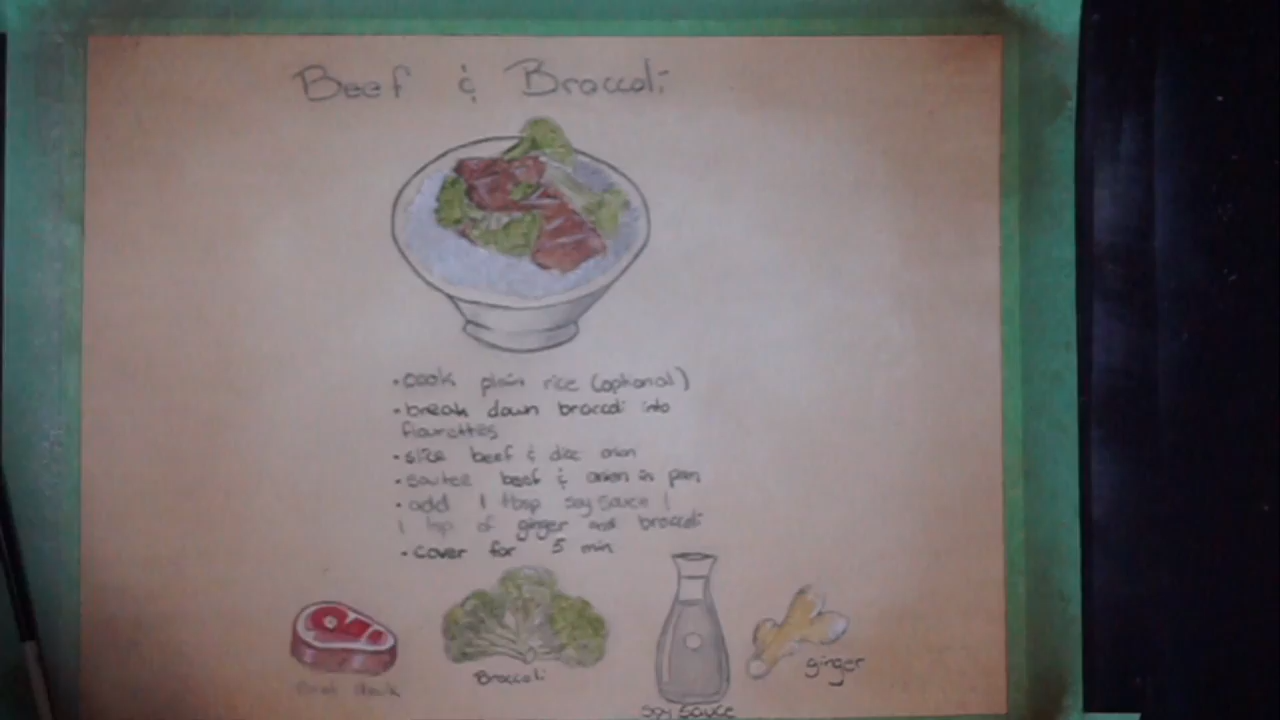 Beef & Broccoli
• cook plain rice (optional)
• break down broccoli into
flourettes
• slice beef & dice onion
• sautee beef & onion in pan
• add 1 tbsp soy sauce
1 tsp of ginger and broccoli
• cover for 5 min
Beef steak
Broccoli
soy sauce
ginger